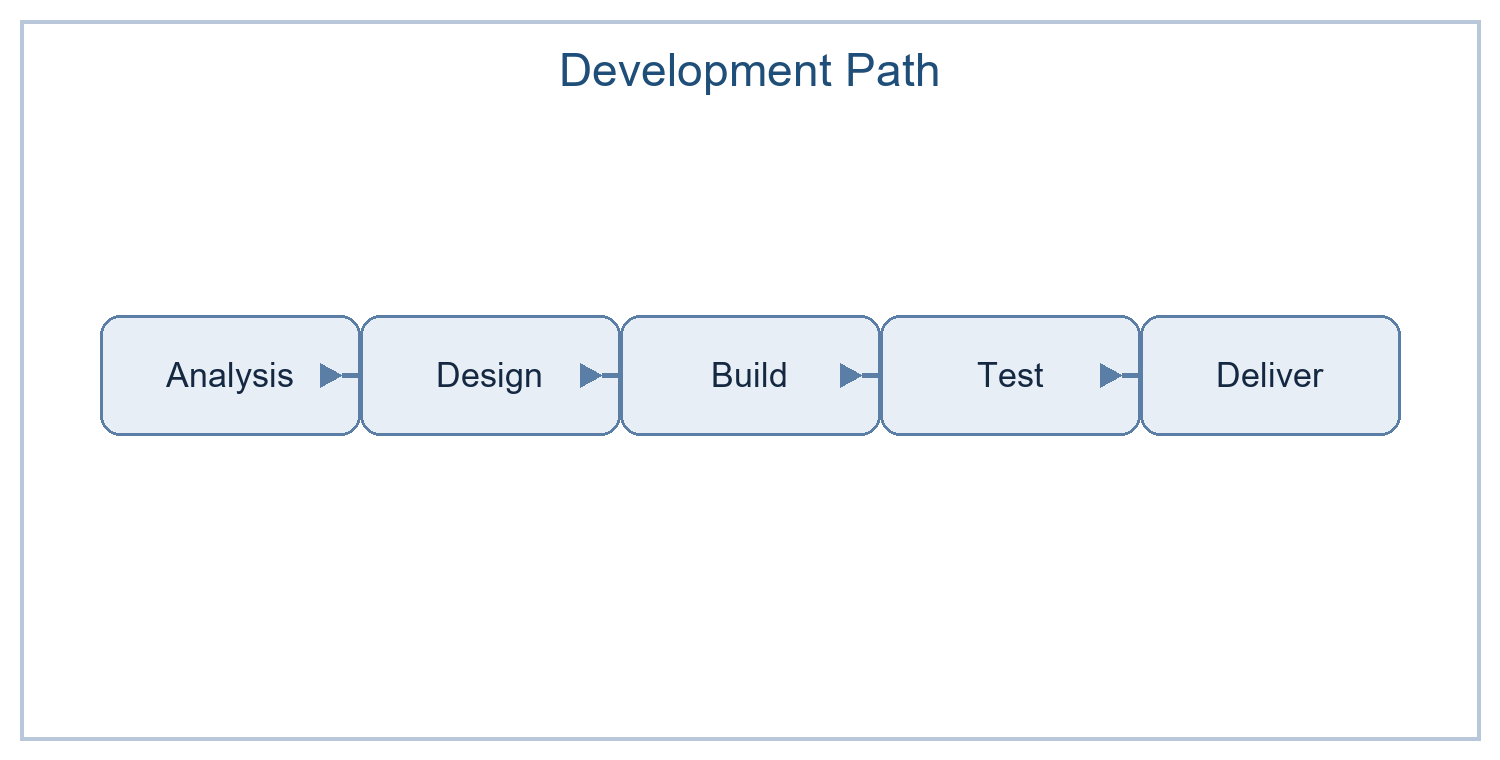 Development Path
Analysis
Design
Build
Test
Deliver